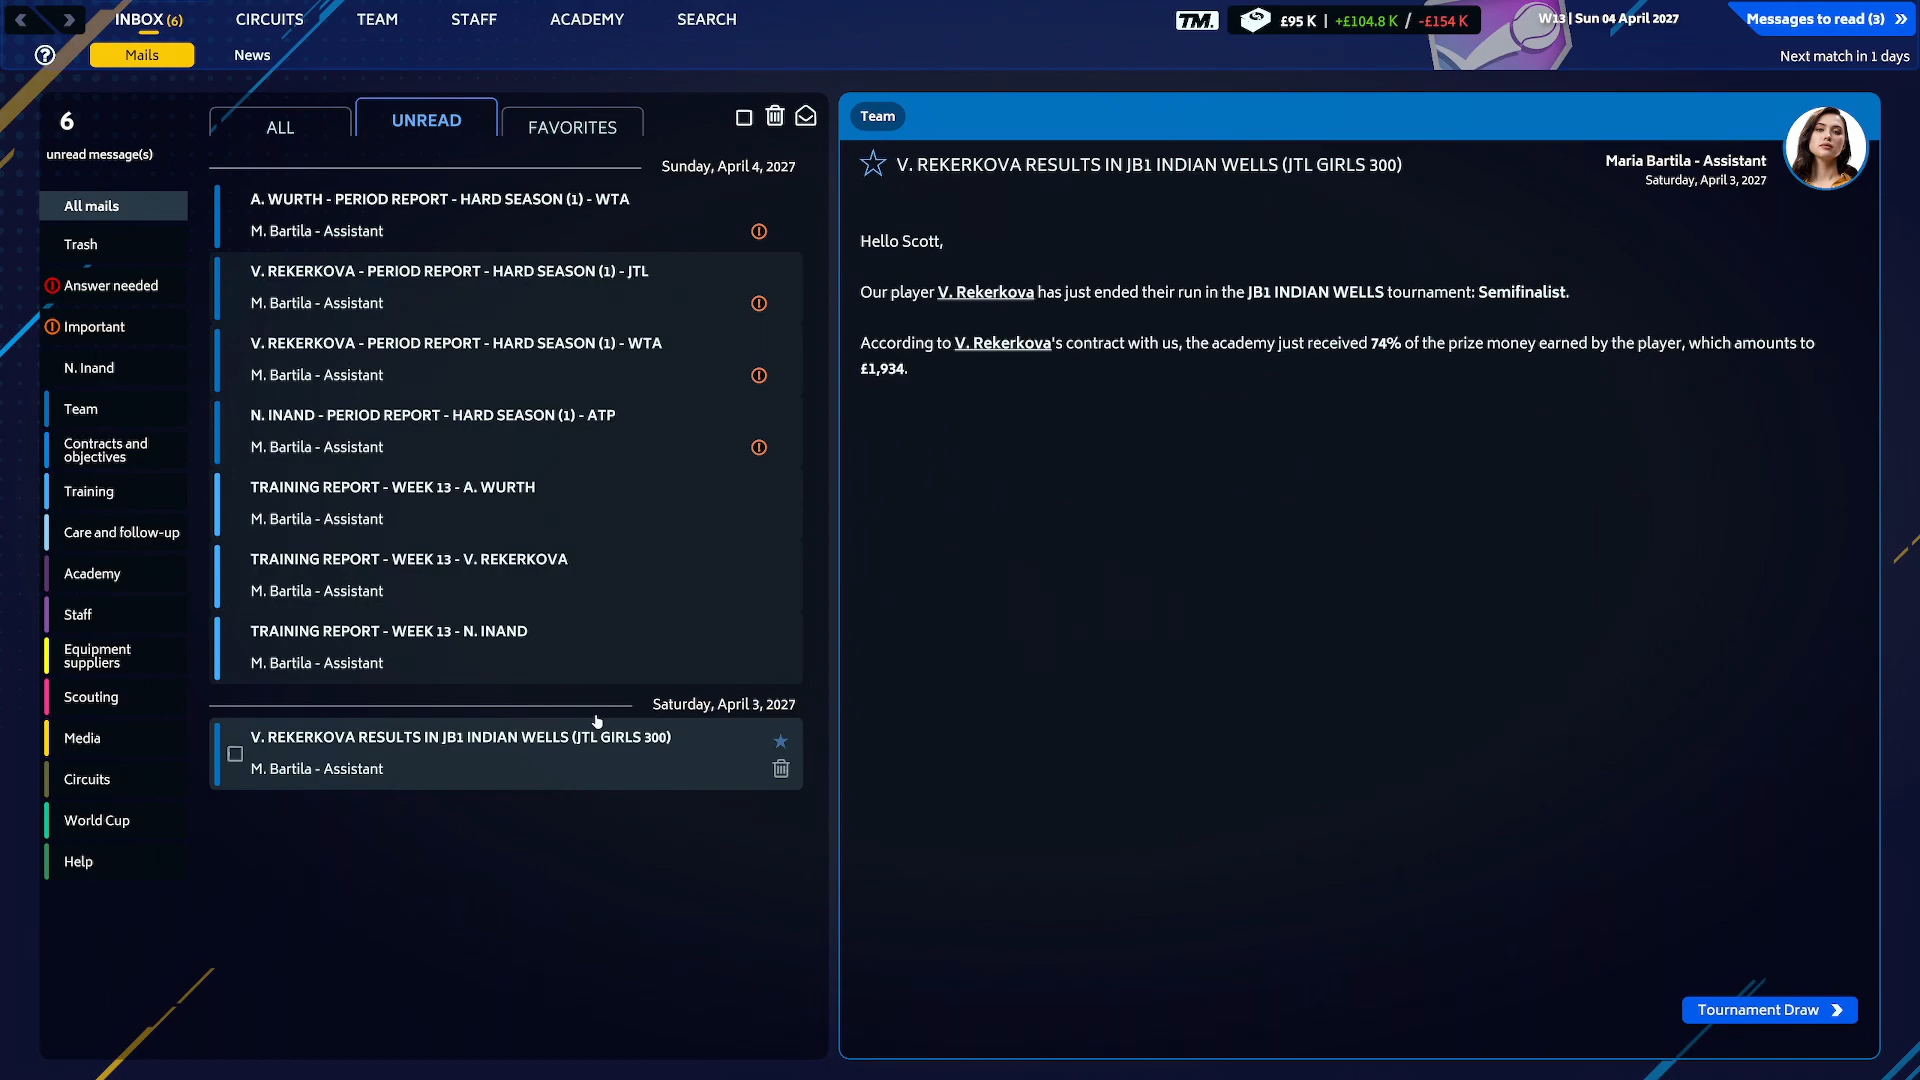 INBOX (6)
CIRCUITS
TEAM
STAFF
ACADEMY
SEARCH
TM.
£95 K | +£104.8 K / -£154 K
W13 | Sun 04 April 2027
Messages to read (3)
Mails
News
Next match in 1 days
6
unread message(s)
All mails
Trash
Answer needed
Important
N. Inand
Team
Contracts and
objectives
Training
Care and follow-up
Academy
Staff
Equipment
suppliers
Scouting
Media
Circuits
World Cup
Help
ALL
UNREAD
FAVORITES
Sunday, April 4, 2027
A. WURTH - PERIOD REPORT - HARD SEASON (1) - WTA
M. Bartila - Assistant
V. REKERKOVA - PERIOD REPORT - HARD SEASON (1) - JTL
M. Bartila - Assistant
V. REKERKOVA - PERIOD REPORT - HARD SEASON (1) - WTA
M. Bartila - Assistant
N. INAND - PERIOD REPORT - HARD SEASON (1) - ATP
M. Bartila - Assistant
TRAINING REPORT - WEEK 13 - A. WURTH
M. Bartila - Assistant
TRAINING REPORT - WEEK 13 - V. REKERKOVA
M. Bartila - Assistant
TRAINING REPORT - WEEK 13 - N. INAND
M. Bartila - Assistant
Saturday, April 3, 2027
V. REKERKOVA RESULTS IN JB1 INDIAN WELLS (JTL GIRLS 300)
M. Bartila - Assistant
Team
V. REKERKOVA RESULTS IN JB1 INDIAN WELLS (JTL GIRLS 300)
Maria Bartila - Assistant
Saturday, April 3, 2027
Hello Scott,
Our player V. Rekerkova has just ended their run in the JB1 INDIAN WELLS tournament: Semifinalist.
According to V. Rekerkova's contract with us, the academy just received 74% of the prize money earned by the player, which amounts to
£1,934.
Tournament Draw